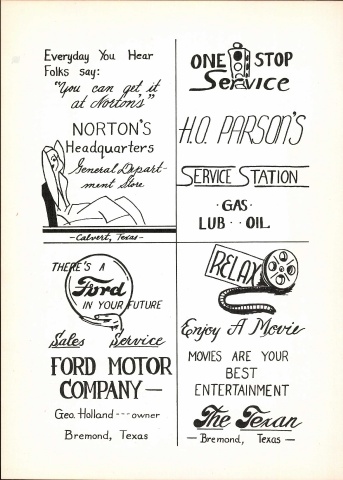 Everyday You Hear
Folks say:
"You can get it
at Norton's"
NORTON'S
Headquarters
General Depart-
ment Store
-Calvert, Texas-
ONE STOP
Service
H.O. PARSON'S
SERVICE STATION
·GAS·
LUB··OIL
THERE'S A
Ford
IN YOUR FUTURE
Sales Service
FORD MOTOR
COMPANY—
Geo. Holland---owner
Bremond, Texas
RELAX
Enjoy A Movie
MOVIES ARE YOUR
BEST
ENTERTAINMENT
The Texan
—Bremond, Texas—